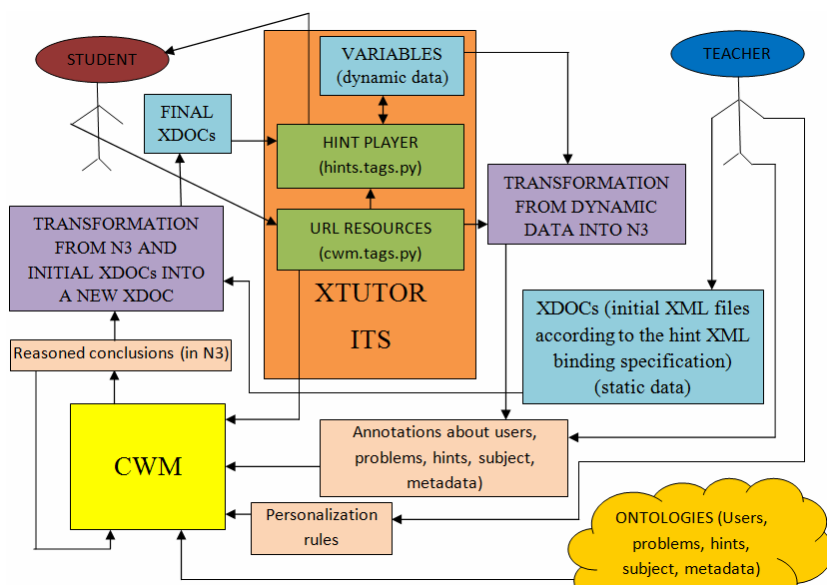 STUDENT
VARIABLES
(dynamic data)
TEACHER
FINAL
XDOCs
HINT PLAYER
(hints.tags.py)
TRANSFORMATION
FROM DYNAMIC
DATA INTO N3
TRANSFORMATION
FROM N3 AND
INITIAL XDOCs INTO
A NEW XDOC
URL RESOURCES
(cwm.tags.py)
XTUTOR
ITS
XDOCs (initial XML files
according to the hint XML
binding specification)
(static data)
Reasoned conclusions (in N3)
CWM
Annotations about users,
problems, hints, subject,
metadata)
Personalization
rules
ONTOLOGIES (Users,
problems, hints,
subject, metadata)